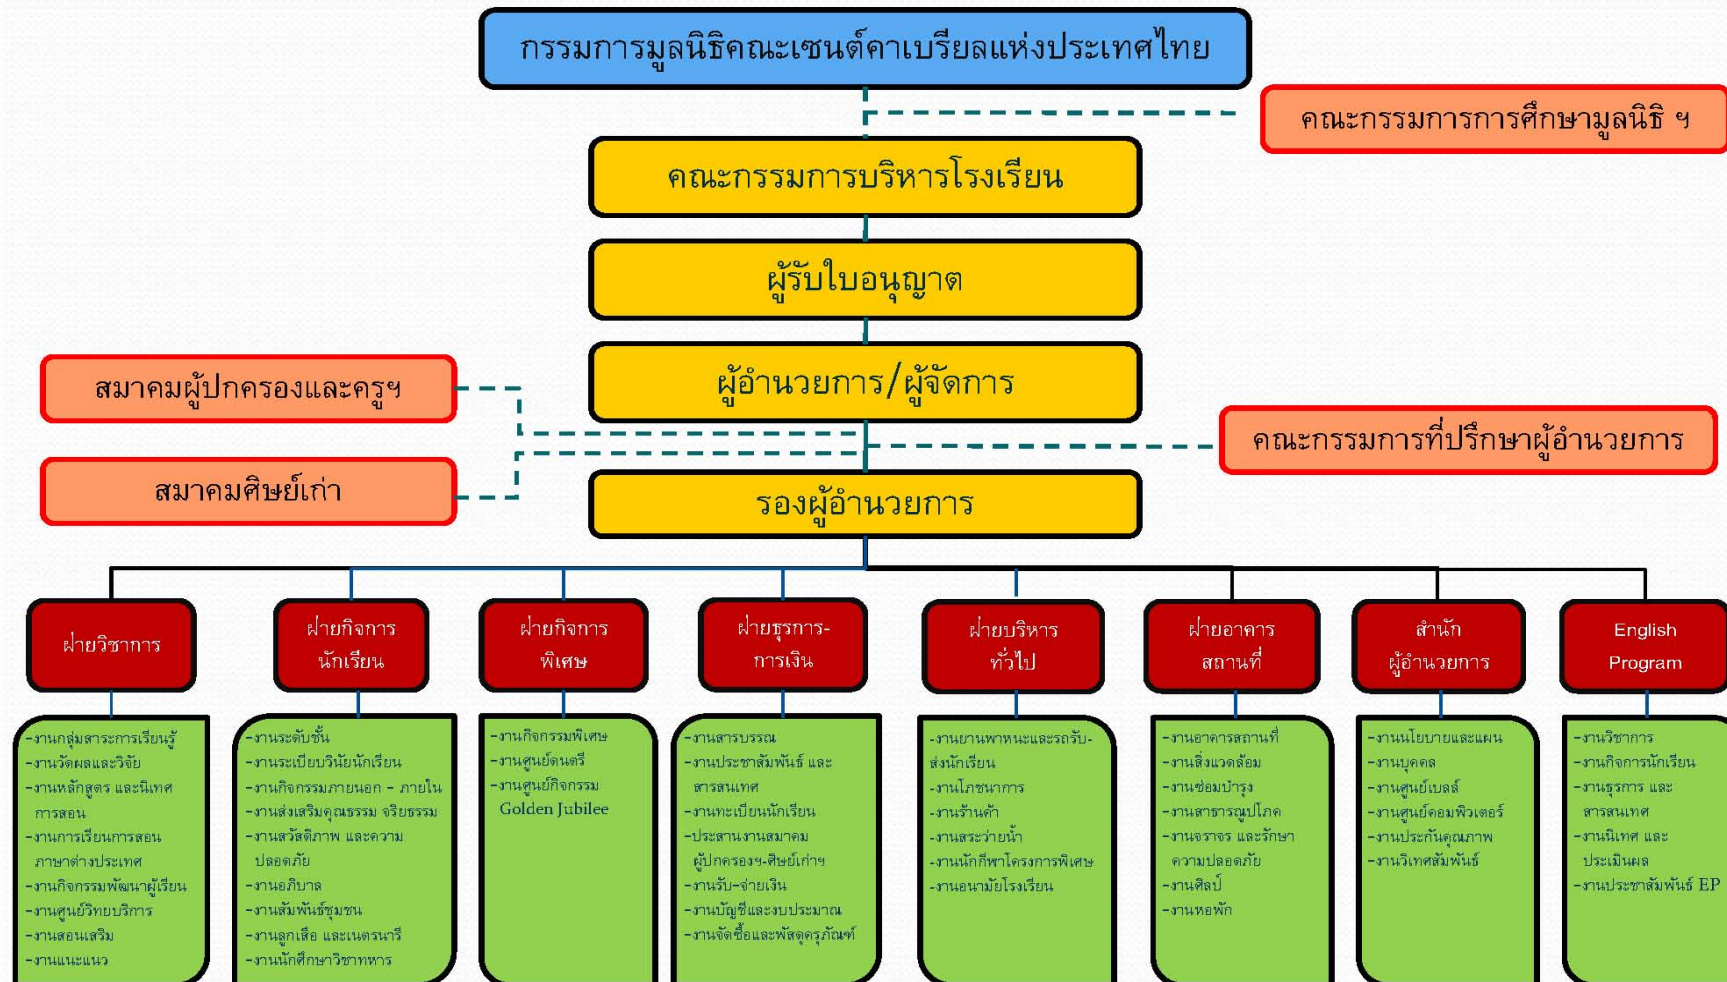 กรรมการมูลนิธิคณะเซนต์คาเบรียลแห่งประเทศไทย
คณะกรรมการการศึกษามูลนิธิ ฯ
คณะกรรมการบริหารโรงเรียน
ผู้รับใบอนุญาต
ผู้อำนวยการ/ผู้จัดการ
สมาคมผู้ปกครองและครูฯ
คณะกรรมการที่ปรึกษาผู้อำนวยการ
สมาคมศิษย์เก่า
รองผู้อำนวยการ
ฝ่ายวิชาการ
-งานกลุ่มสาระการเรียนรู้
-งานวัดผลและวิจัย
-งานหลักสูตร และนิเทศ
การสอน
-งานการเรียนการสอน
ภาษาต่างประเทศ
-งานกิจกรรมพัฒนาผู้เรียน
-งานศูนย์วิทยบริการ
-งานสอนเสริม
-งานแนะแนว
ฝ่ายกิจการ
นักเรียน
-งานระดับชั้น
-งานระเบียบวินัยนักเรียน
-งานกิจกรรมภายนอก - ภายใน
-งานส่งเสริมคุณธรรม จริยธรรม
-งานสวัสดิภาพ และความ
ปลอดภัย
-งานอภิบาล
-งานสัมพันธ์ชุมชน
-งานลูกเสือ และเนตรนารี
-งานนักศึกษาวิชาทหาร
ฝ่ายกิจการ
พิเศษ
-งานกิจกรรมพิเศษ
-งานศูนย์ดนตรี
-งานศูนย์กิจกรรม
Golden Jubilee
ฝ่ายธุรการ-
การเงิน
-งานสารบรรณ
-งานประชาสัมพันธ์ และ
สารสนเทศ
-งานทะเบียนนักเรียน
-ประสานงานสมาคม
ผู้ปกครองฯ-ศิษย์เก่าฯ
-งานรับ-จ่ายเงิน
-งานบัญชีและงบประมาณ
-งานจัดซื้อและพัสดุครุภัณฑ์
ฝ่ายบริหาร
ทั่วไป
-งานยานพาหนะและรถรับ-
ส่งนักเรียน
-งานโภชนาการ
-งานร้านค้า
-งานสระว่ายน้ำ
-งานนักกีฬาโครงการพิเศษ
-งานอนามัยโรงเรียน
ฝ่ายอาคาร
สถานที่
-งานอาคารสถานที่
-งานสิ่งแวดล้อม
-งานซ่อมบำรุง
-งานสาธารณูปโภค
-งานจราจร และรักษา
ความปลอดภัย
-งานศิลป์
-งานหอพัก
สำนัก
ผู้อำนวยการ
-งานนโยบายและแผน
-งานบุคคล
-งานศูนย์เบลล์
-งานศูนย์คอมพิวเตอร์
-งานประกันคุณภาพ
-งานวิเทศสัมพันธ์
English
Program
-งานวิชาการ
-งานกิจการนักเรียน
-งานธุรการ และ
สารสนเทศ
-งานนิเทศ และ
ประเมินผล
-งานประชาสัมพันธ์ EP